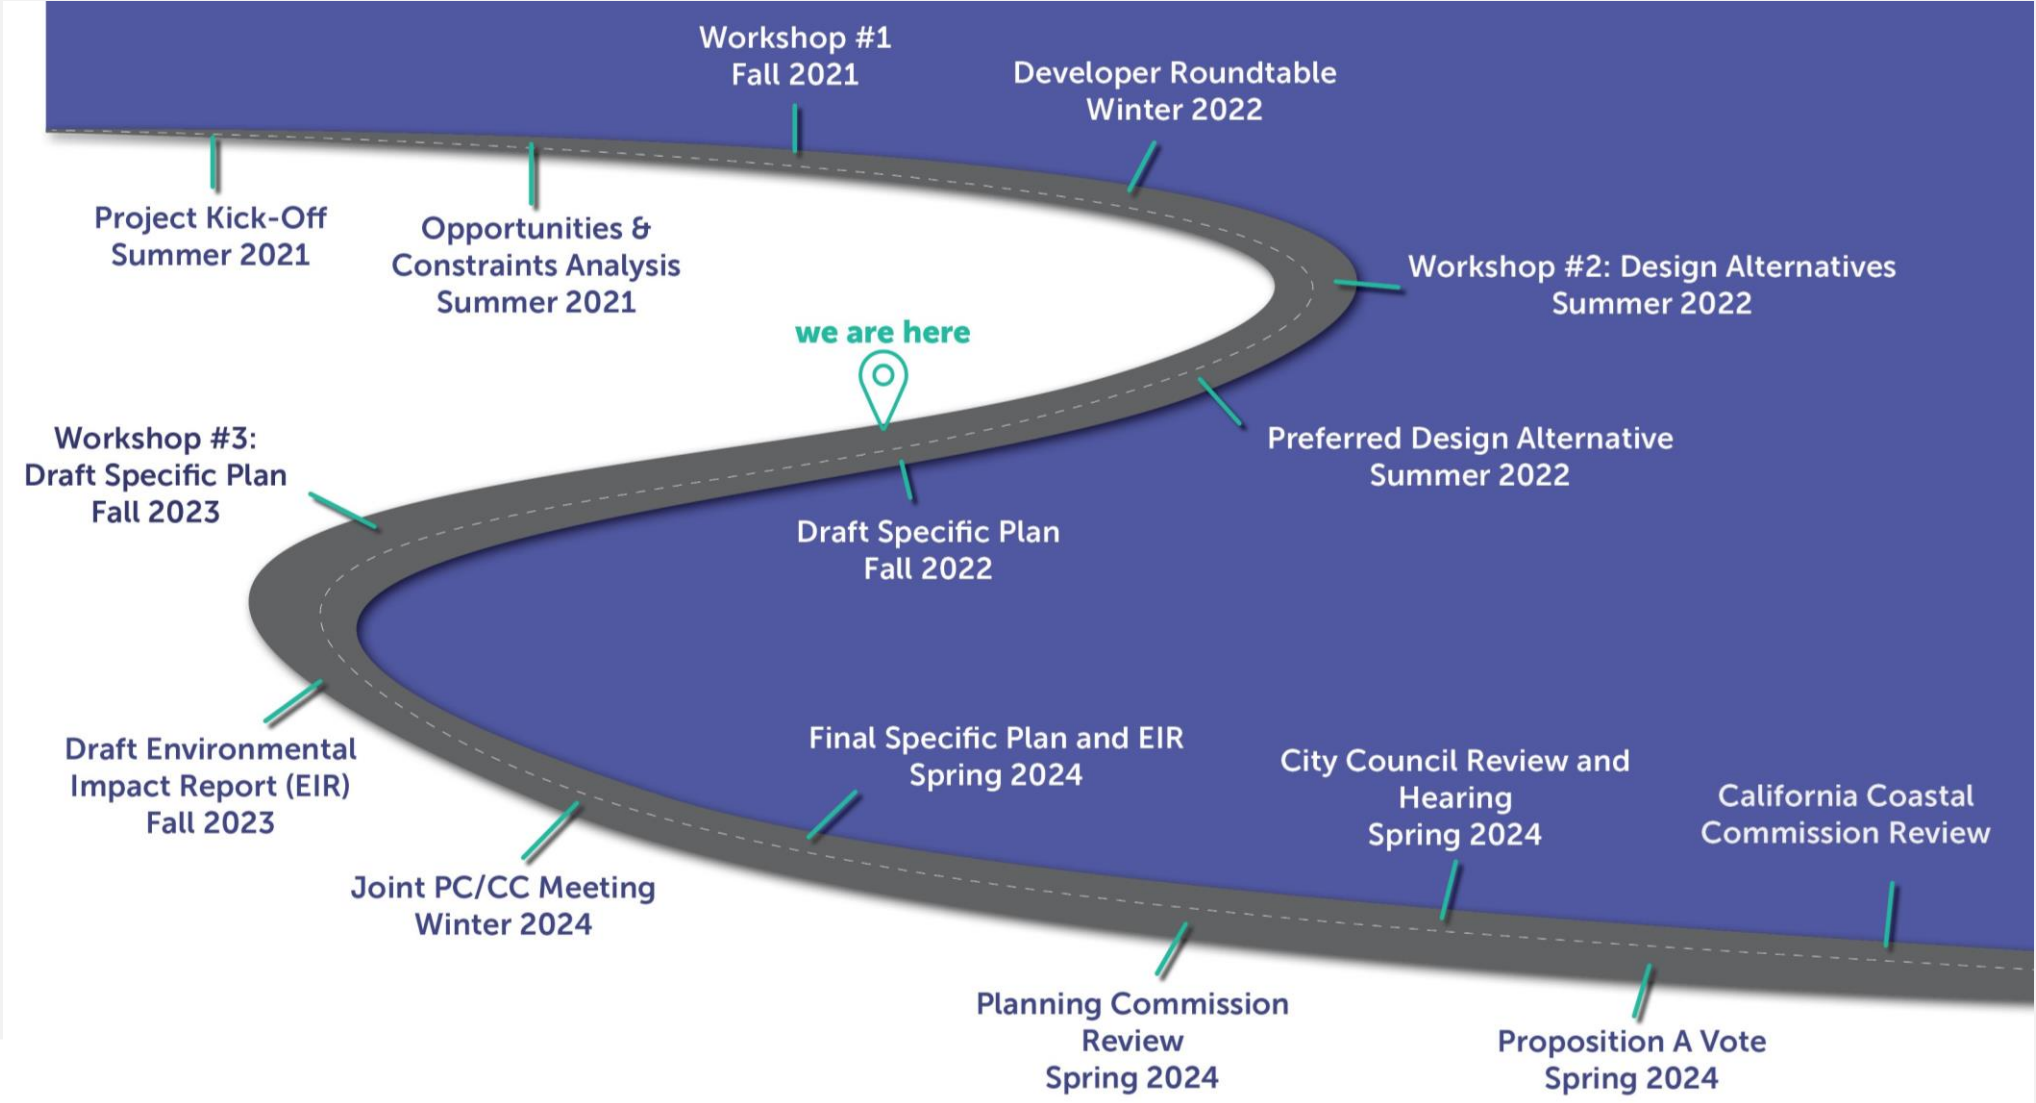 Workshop #1
Fall 2021
Developer Roundtable
Winter 2022
Project Kick-Off
Summer 2021
Opportunities &
Constraints Analysis
Summer 2021
Workshop #2: Design Alternatives
Summer 2022
we are here
Preferred Design Alternative
Summer 2022
Workshop #3:
Draft Specific Plan
Fall 2023
Draft Specific Plan
Fall 2022
Draft Environmental
Impact Report (EIR)
Fall 2023
Final Specific Plan and EIR
Spring 2024
City Council Review and
Hearing
Spring 2024
California Coastal
Commission Review
Joint PC/CC Meeting
Winter 2024
Planning Commission
Review
Spring 2024
Proposition A Vote
Spring 2024